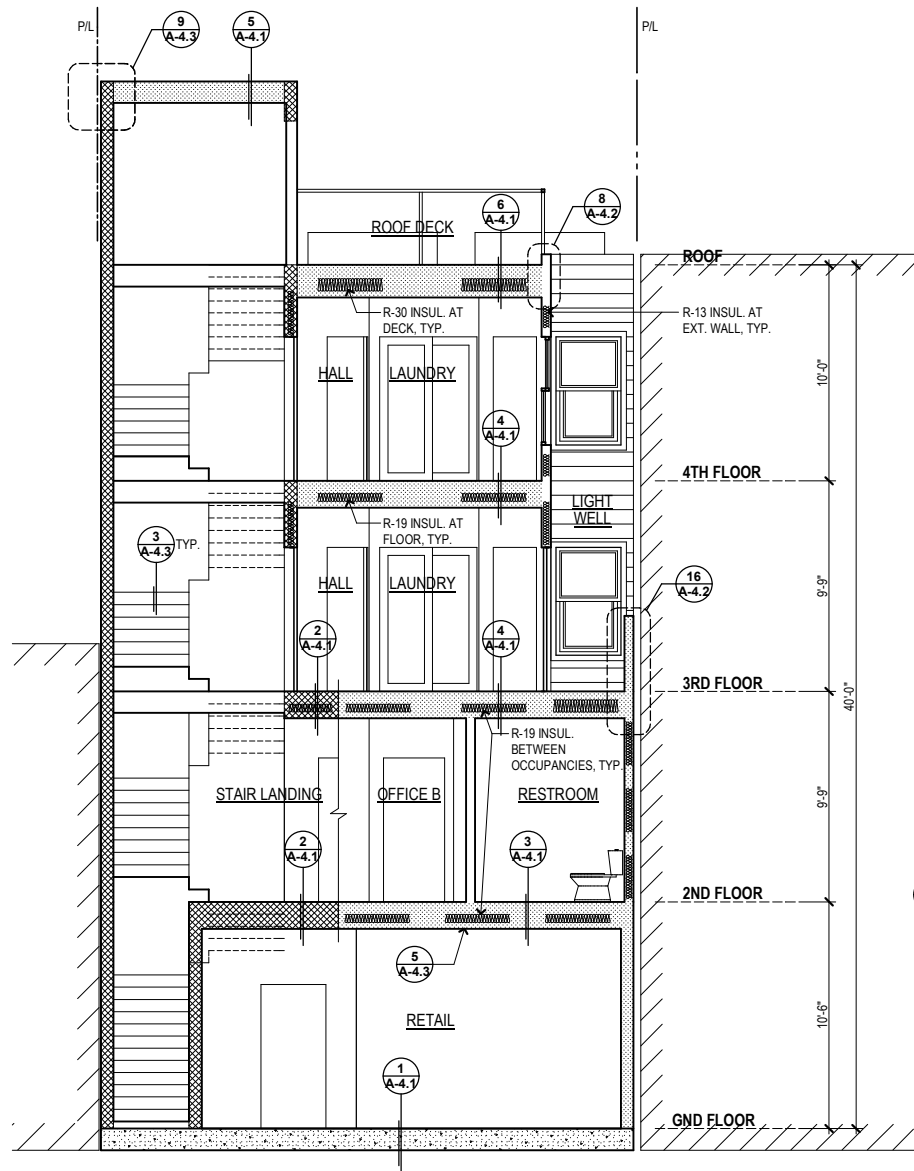 P/L
9
A-4.3
5
A-4.1
P/L
6
A-4.1
8
A-4.2
ROOF DECK
ROOF
R-30 INSUL. AT
DECK, TYP.
R-13 INSUL. AT
EXT. WALL, TYP.
HALL
LAUNDRY
10'-0"
4
A-4.1
4TH FLOOR
LIGHT
WELL
R-19 INSUL. AT
FLOOR, TYP.
3
A-4.3
TYP.
HALL
LAUNDRY
16
A-4.2
9'-9"
2
A-4.1
4
A-4.1
3RD FLOOR
40'-0"
R-19 INSUL.
BETWEEN
OCCUPANCIES, TYP.
STAIR LANDING
OFFICE B
RESTROOM
9'-9"
2
A-4.1
3
A-4.1
2ND FLOOR
5
A-4.3
RETAIL
10'-6"
1
A-4.1
GND FLOOR